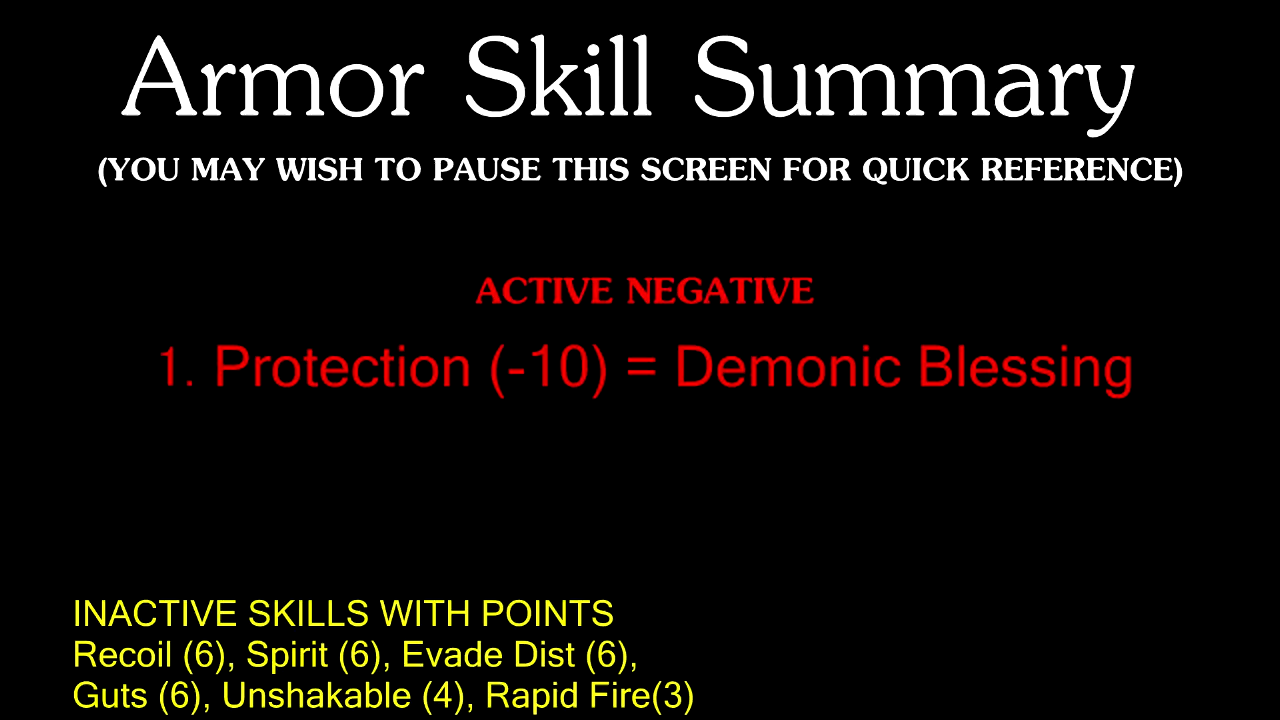 Armor Skill Summary
(YOU MAY WISH TO PAUSE THIS SCREEN FOR QUICK REFERENCE)
ACTIVE NEGATIVE
1. Protection (-10) = Demonic Blessing
INACTIVE SKILLS WITH POINTS
Recoil (6), Spirit (6), Evade Dist (6),
Guts (6), Unshakable (4), Rapid Fire(3)